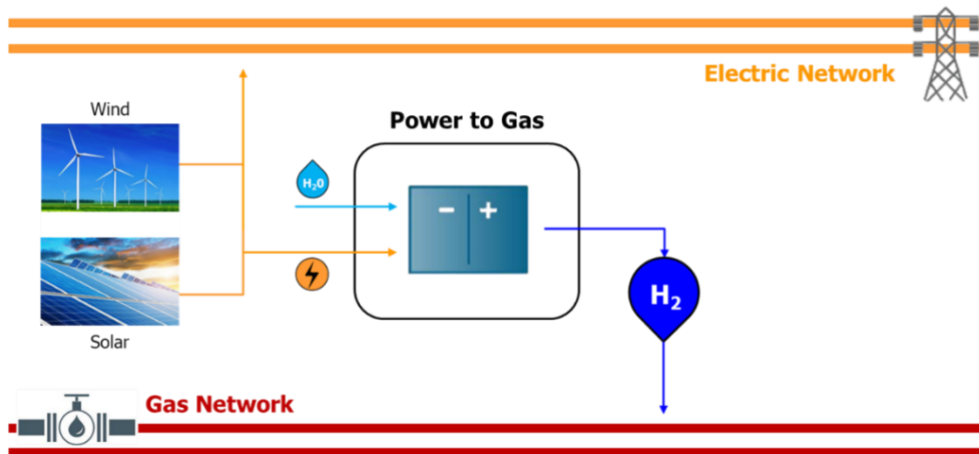 Electric Network
Wind
Power to Gas
H₂0
− +
H₂
Solar
Gas Network